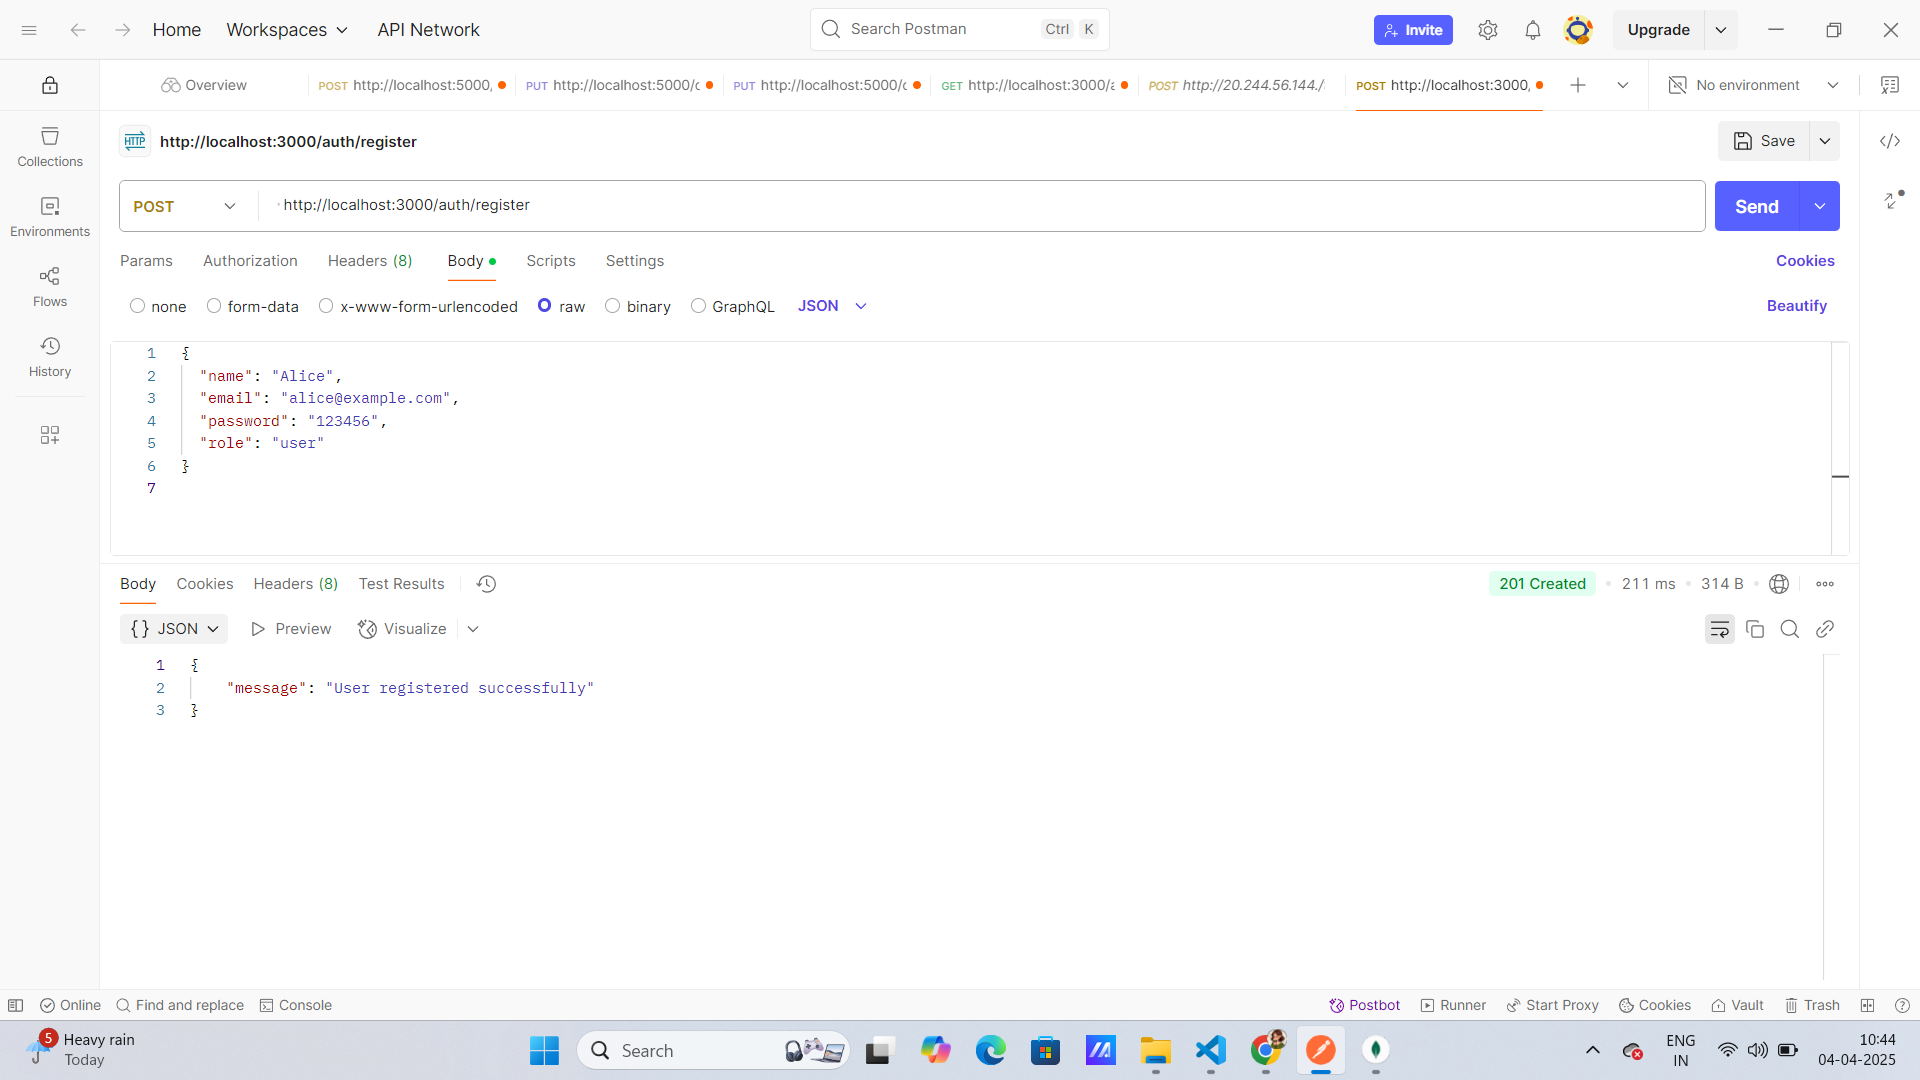 Home
Workspaces
API Network
Search Postman
Ctrl
K
Invite
Upgrade
Overview
POST http://localhost:5000,
PUT http://localhost:5000/c
PUT http://localhost:5000/c
GET http://localhost:3000/a
POST http://20.244.56.144./
POST http://localhost:3000,
No environment
Collections
Environments
Flows
History
HTTP
http://localhost:3000/auth/register
Save
POST
http://localhost:3000/auth/register
Send
Params
Authorization
Headers (8)
Body
Scripts
Settings
Cookies
none
form-data
x-www-form-urlencoded
raw
binary
GraphQL
JSON
Beautify
1 {
2 "name": "Alice",
3 "email": "alice@example.com",
4 "password": "123456",
5 "role": "user"
6 }
7
Body
Cookies
Headers (8)
Test Results
201 Created
211 ms
314 B
{} JSON
Preview
Visualize
1 {
2 "message": "User registered successfully"
3 }
Online
Find and replace
Console
Postbot
Runner
Start Proxy
Cookies
Vault
Trash
5
Heavy rain
Today
Search
ENG
IN
10:44
04-04-2025